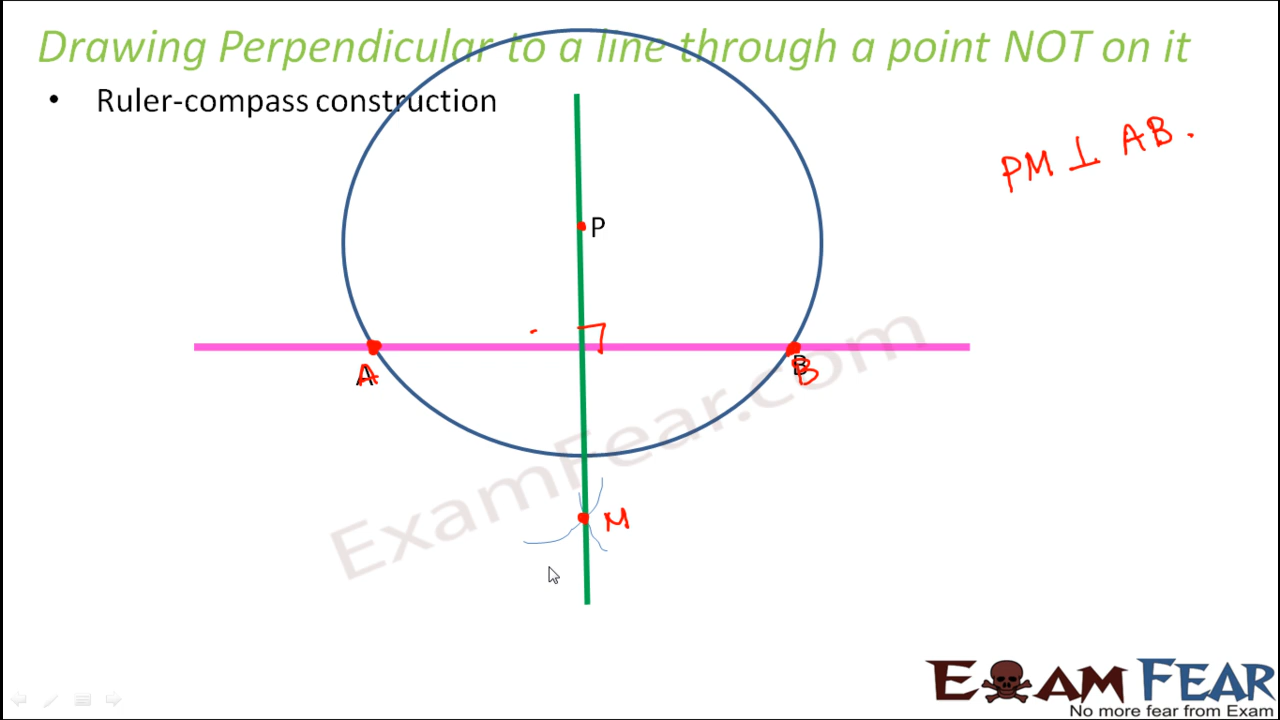 Drawing Perpendicular to a line through a point NOT on it
• Ruler-compass construction
PM ⊥ AB.
P
A
A
B
B
M
ExamFear.com
EXAM FEAR
No more fear from Exam